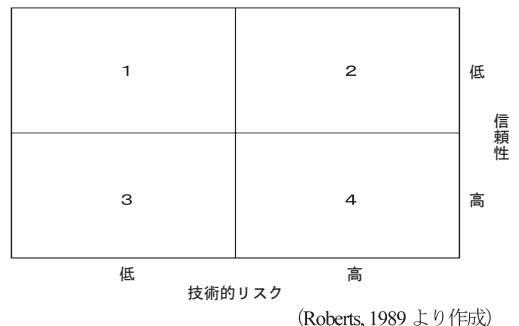 1 2 低
信頼性
3 4 高
低 高
技術的リスク
(Roberts, 1989 より作成)